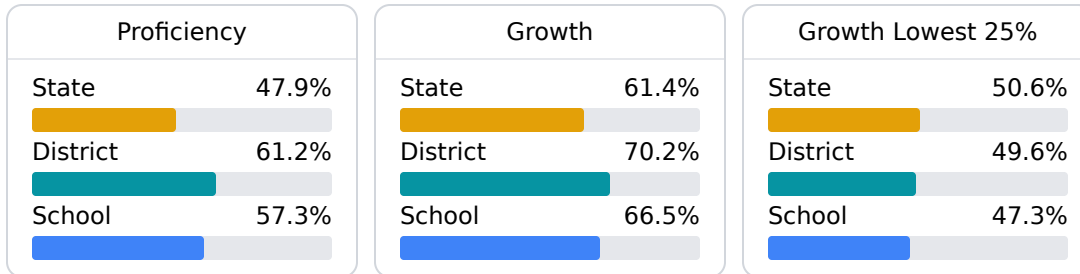 Proficiency
State 47.9%
District 61.2%
School 57.3%
Growth
State 61.4%
District 70.2%
School 66.5%
Growth Lowest 25%
State 50.6%
District 49.6%
School 47.3%